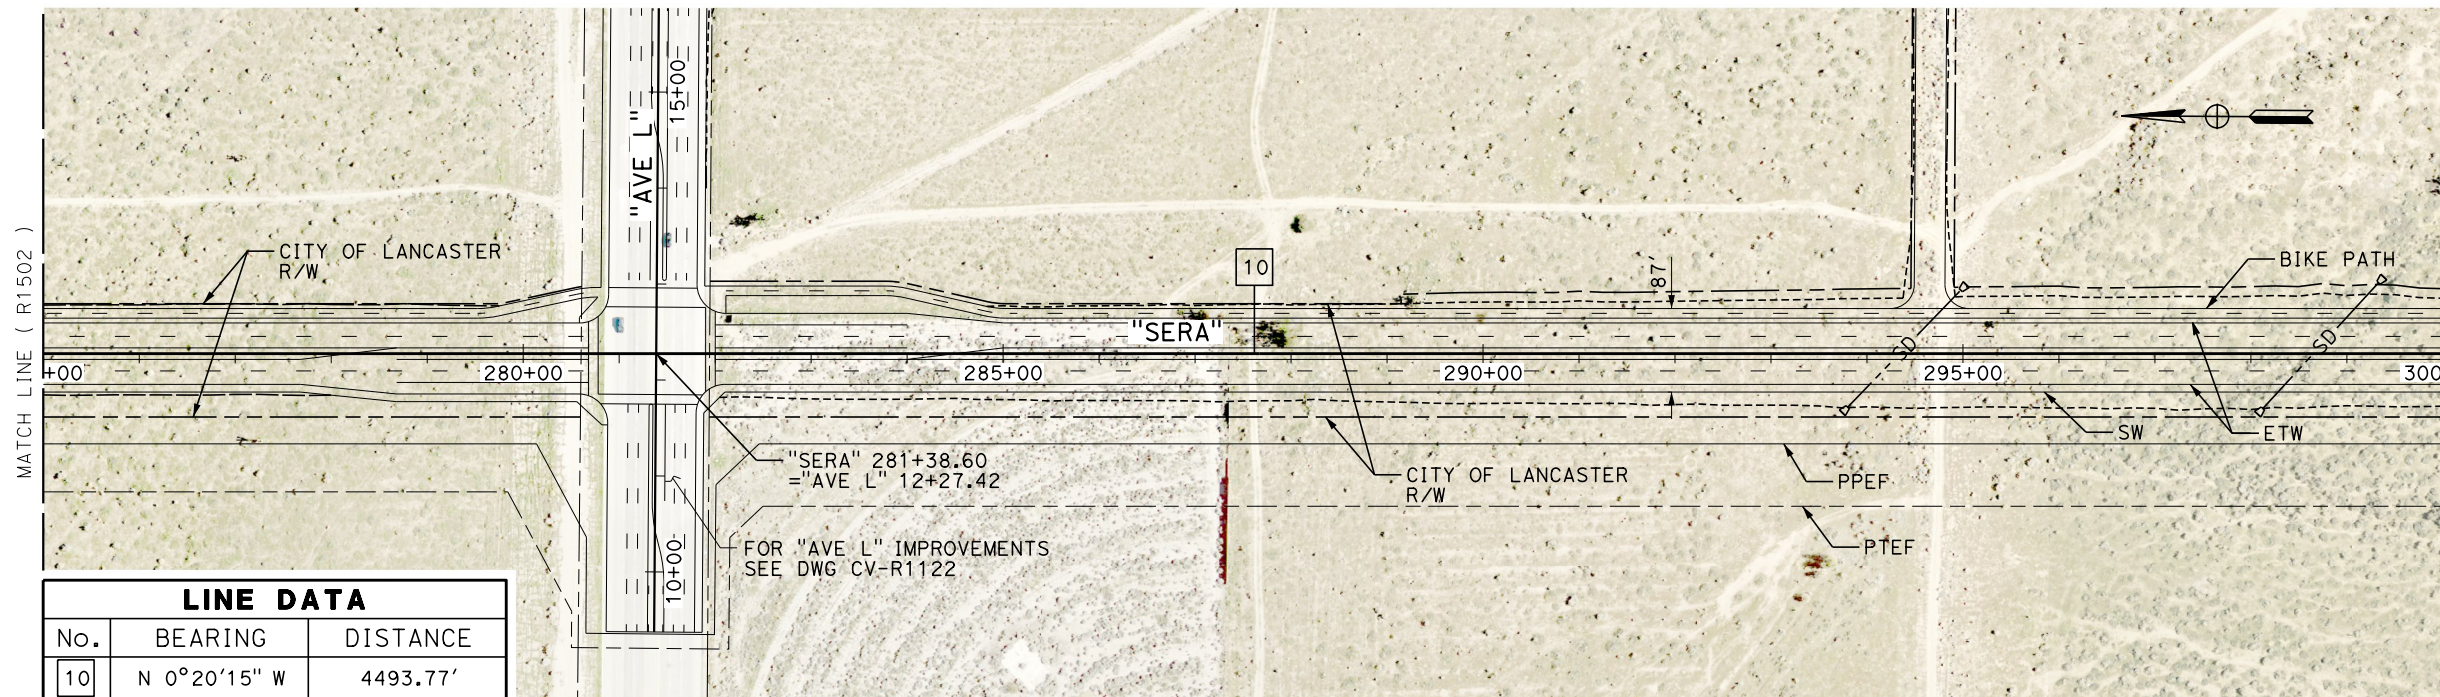 MATCH LINE ( R1502 )
"AVE L"
15+00
CITY OF LANCASTER
R/W
10
87'
BIKE PATH
"SERA"
SD
SD
+00
280+00
285+00
290+00
295+00
300
"SERA" 281+38.60
="AVE L" 12+27.42
CITY OF LANCASTER
R/W
SW
ETW
PPEF
PTEF
FOR "AVE L" IMPROVEMENTS
SEE DWG CV-R1122
10+00
LINE DATA
No. BEARING DISTANCE
10 N 0°20'15" W 4493.77'